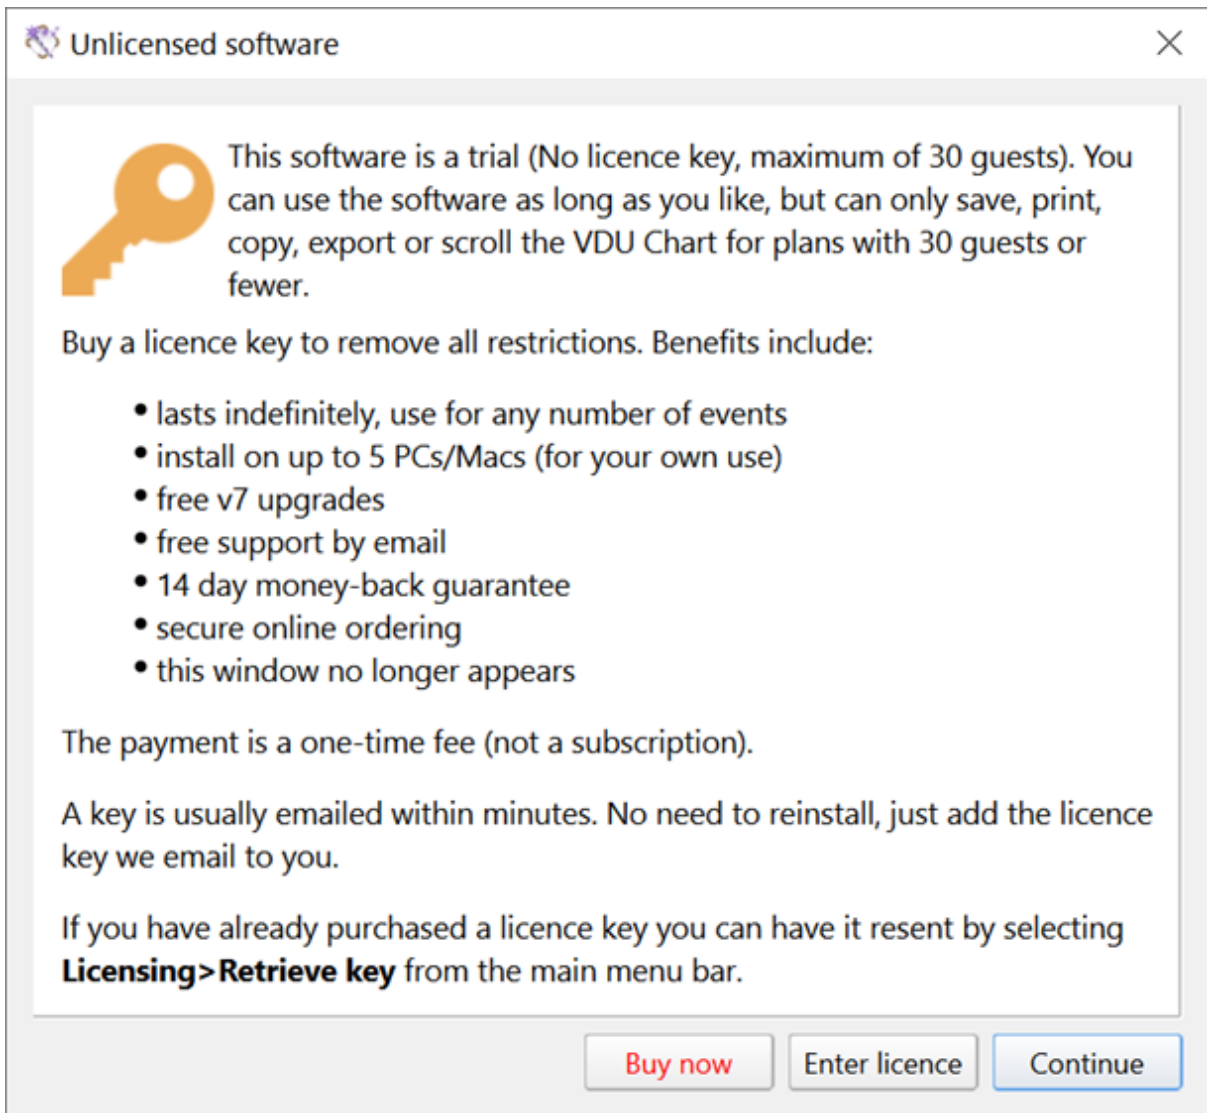 Unlicensed software
This software is a trial (No licence key, maximum of 30 guests). You
can use the software as long as you like, but can only save, print,
copy, export or scroll the VDU Chart for plans with 30 guests or
fewer.
Buy a licence key to remove all restrictions. Benefits include:
• lasts indefinitely, use for any number of events
• install on up to 5 PCs/Macs (for your own use)
• free v7 upgrades
• free support by email
• 14 day money-back guarantee
• secure online ordering
• this window no longer appears
The payment is a one-time fee (not a subscription).
A key is usually emailed within minutes. No need to reinstall, just add the licence
key we email to you.
If you have already purchased a licence key you can have it resent by selecting
Licensing>Retrieve key from the main menu bar.
Buy now Enter licence Continue